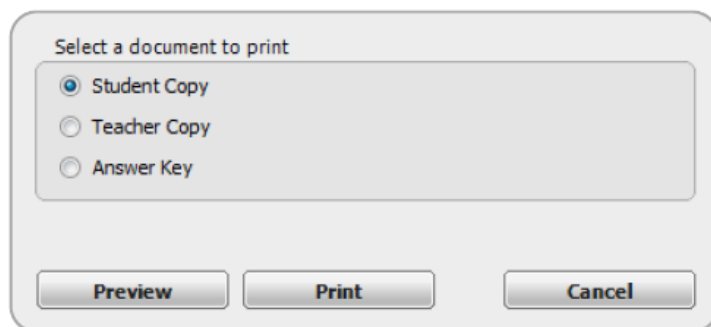 Select a document to print
Student Copy
Teacher Copy
Answer Key
Preview Print Cancel